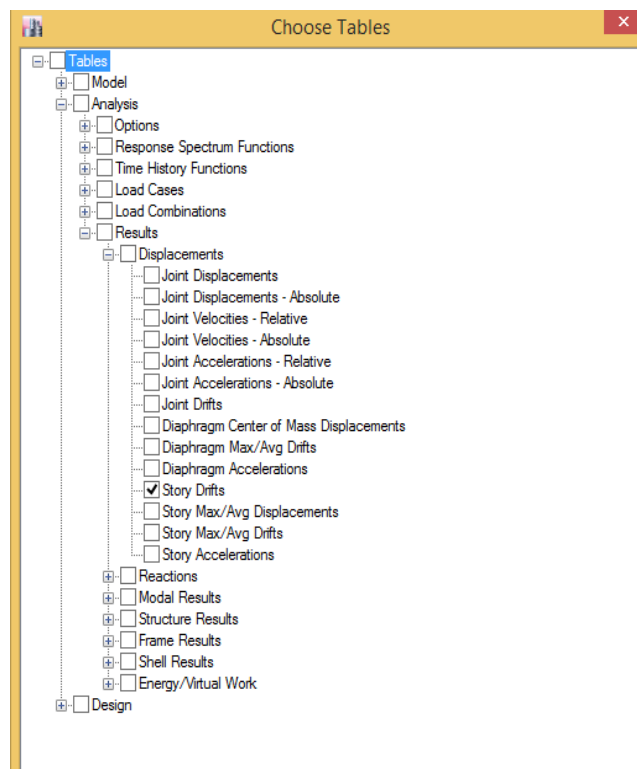 Choose Tables
Tables
Model
Analysis
Options
Response Spectrum Functions
Time History Functions
Load Cases
Load Combinations
Results
Displacements
Joint Displacements
Joint Displacements - Absolute
Joint Velocities - Relative
Joint Velocities - Absolute
Joint Accelerations - Relative
Joint Accelerations - Absolute
Joint Drifts
Diaphragm Center of Mass Displacements
Diaphragm Max/Avg Drifts
Diaphragm Accelerations
Story Drifts
Story Max/Avg Displacements
Story Max/Avg Drifts
Story Accelerations
Reactions
Modal Results
Structure Results
Frame Results
Shell Results
Energy/Virtual Work
Design